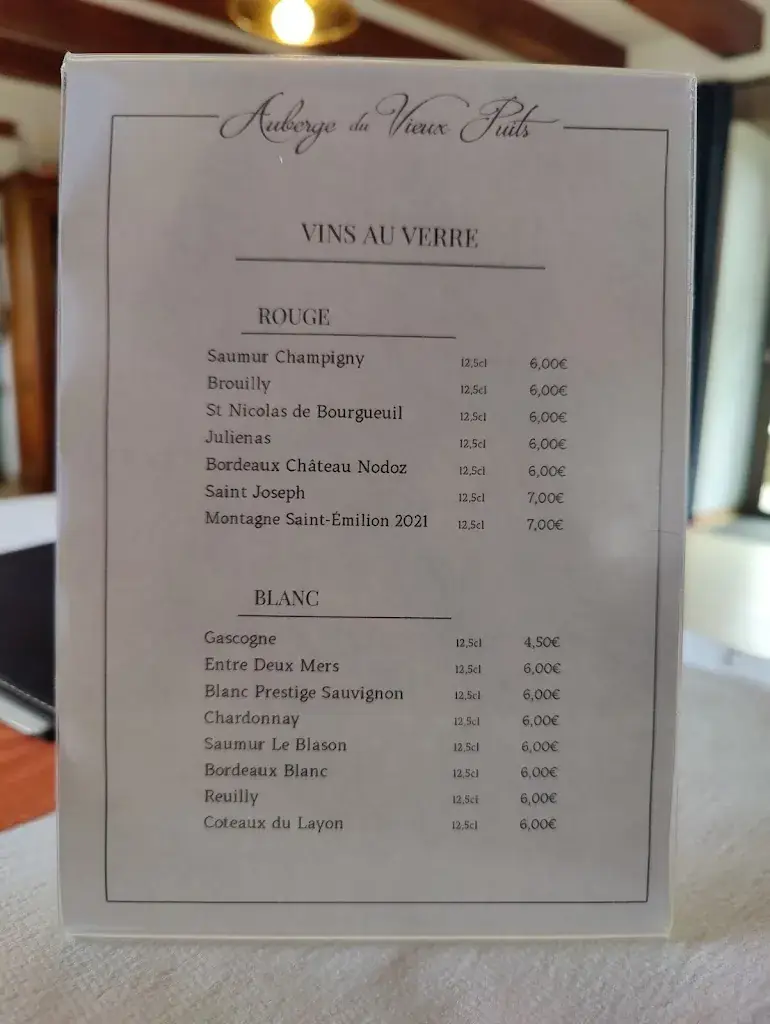 Auberge du Vieux Puits
VINS AU VERRE
ROUGE
Saumur Champigny 12,5cl 6,00€
Brouilly 12,5cl 6,00€
St Nicolas de Bourgueuil 12,5cl 6,00€
Julienas 12,5cl 6,00€
Bordeaux Château Nodoz 12,5cl 6,00€
Saint Joseph 12,5cl 7,00€
Montagne Saint-Émilion 2021 12,5cl 7,00€
BLANC
Gascogne 12,5cl 4,50€
Entre Deux Mers 12,5cl 6,00€
Blanc Prestige Sauvignon 12,5cl 6,00€
Chardonnay 12,5cl 6,00€
Saumur Le Blason 12,5cl 6,00€
Bordeaux Blanc 12,5cl 6,00€
Reuilly 12,5cl 6,00€
Coteaux du Layon 12,5cl 6,00€